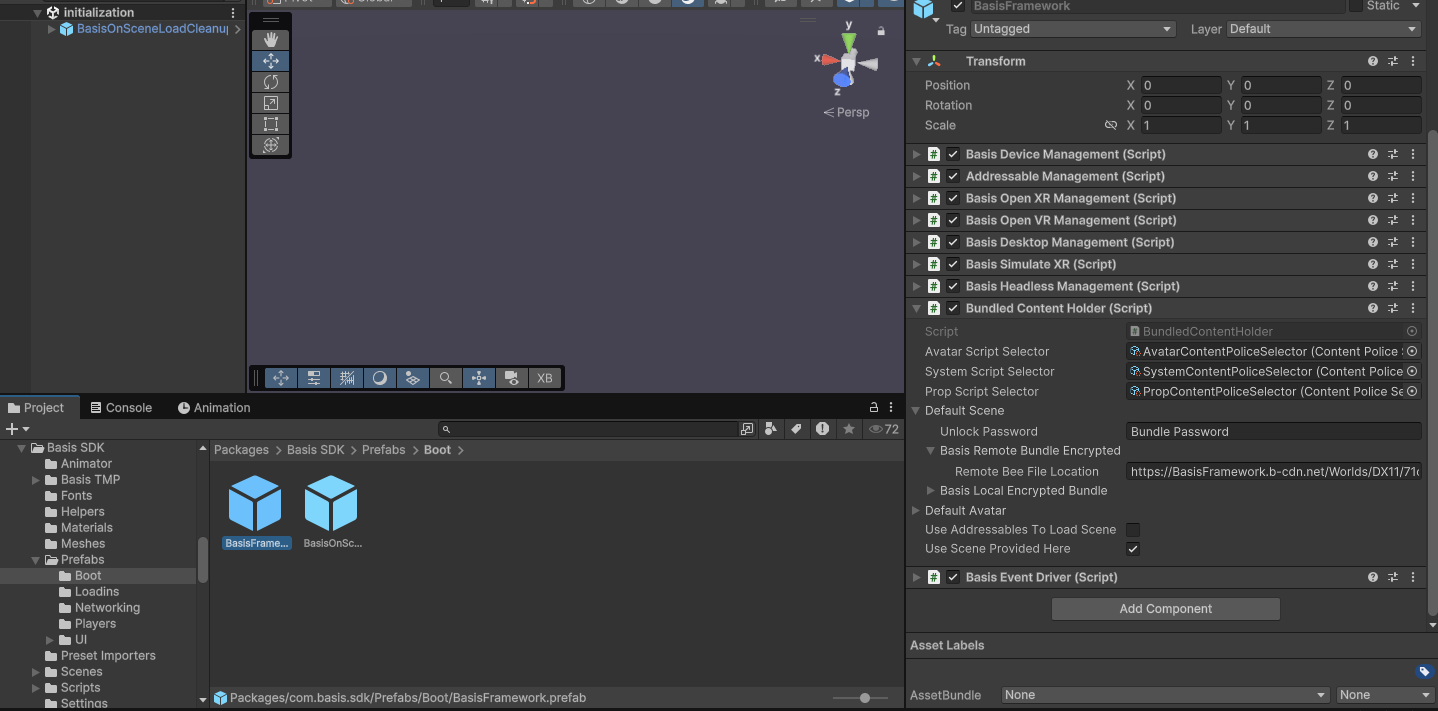 initialization
BasisOnSceneLoadCleanu
Persp
x
y
z
XB
Project
Console
Animation
72
Basis SDK
Animator
Basis TMP
Fonts
Helpers
Materials
Meshes
Prefabs
Boot
Loadins
Networking
Players
UI
Preset Importers
Scenes
Scripts
Settings
Packages > Basis SDK > Prefabs > Boot >
BasisFrame...
BasisOnSc...
Packages/com.basis.sdk/Prefabs/Boot/BasisFramework.prefab
BasisFramework
Static
Tag Untagged Layer Default
Transform
Position X 0 Y 0 Z 0
Rotation X 0 Y 0 Z 0
Scale X 1 Y 1 Z 1
# Basis Device Management (Script)
# Addressable Management (Script)
# Basis Open XR Management (Script)
# Basis Open VR Management (Script)
# Basis Desktop Management (Script)
# Basis Simulate XR (Script)
# Basis Headless Management (Script)
# Bundled Content Holder (Script)
Script # BundledContentHolder
Avatar Script Selector AvatarContentPoliceSelector (Content Police
System Script Selector SystemContentPoliceSelector (Content Police
Prop Script Selector PropContentPoliceSelector (Content Police Se
Default Scene
Unlock Password Bundle Password
Basis Remote Bundle Encrypted
Remote Bee File Location https://BasisFramework.b-cdn.net/Worlds/DX11/71
Basis Local Encrypted Bundle
Default Avatar
Use Addressables To Load Scene
Use Scene Provided Here
# Basis Event Driver (Script)
Add Component
Asset Labels
AssetBundle None None